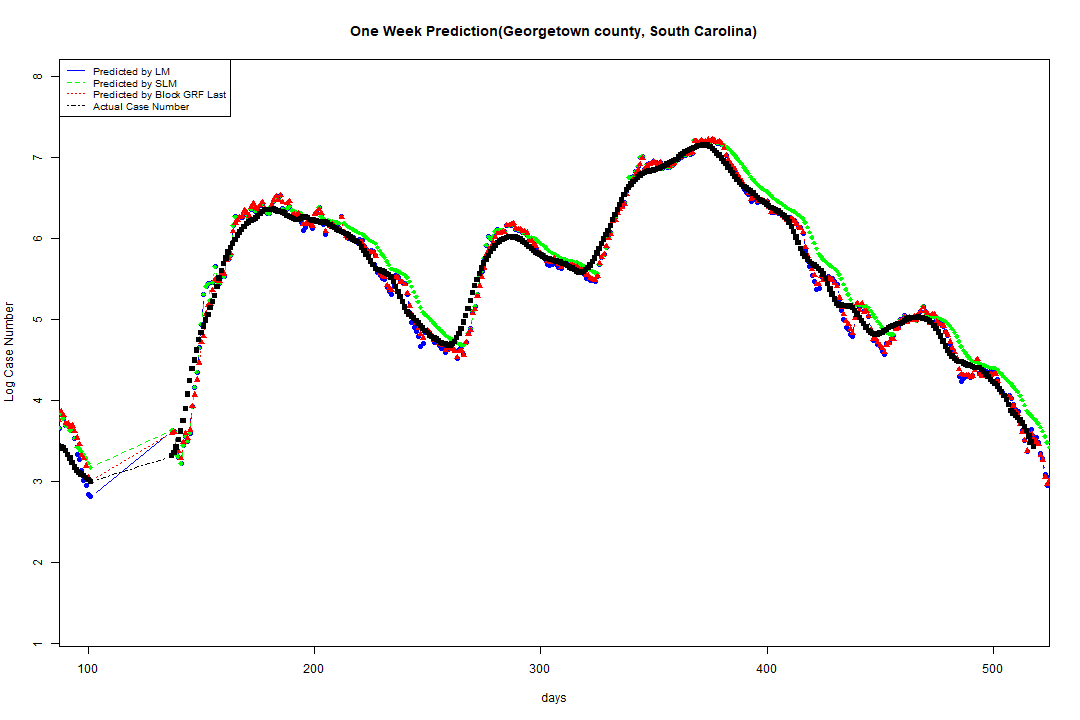 One Week Prediction(Georgetown county, South Carolina)
Predicted by LM
Predicted by SLM
Predicted by Block GRF Last
Actual Case Number
8
7
6
5
4
3
2
1
Log Case Number
100 200 300 400 500
days